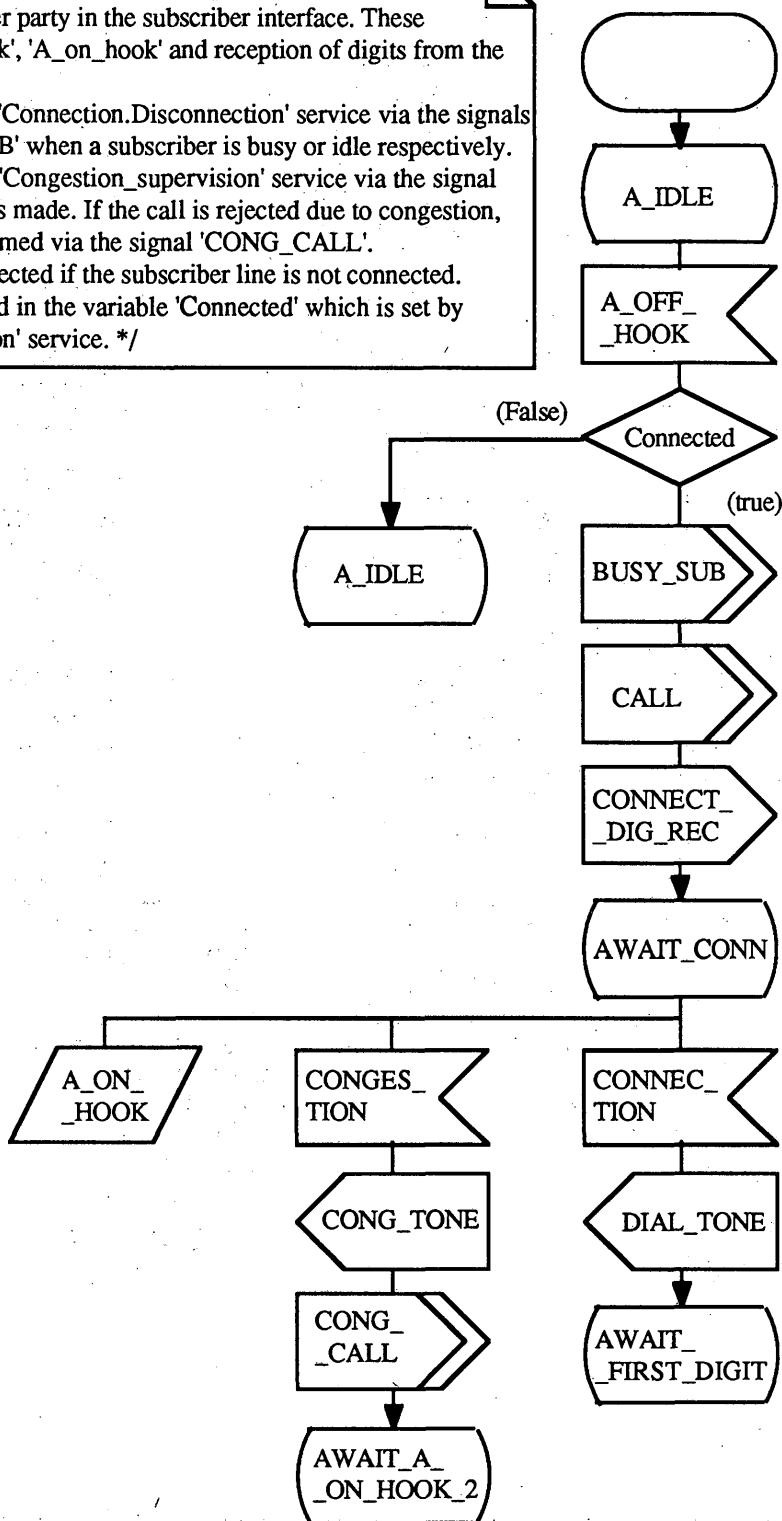 r party in the subscriber interface. These
k', 'A_on_hook' and reception of digits from the
'Connection.Disconnection' service via the signals
B' when a subscriber is busy or idle respectively.
'Congestion_supervision' service via the signal
s made. If the call is rejected due to congestion,
med via the signal 'CONG_CALL'.
ected if the subscriber line is not connected.
d in the variable 'Connected' which is set by
on' service. */
A_IDLE
A_OFF_
_HOOK
(False)
Connected
(true)
A_IDLE
BUSY_SUB
CALL
CONNECT_
_DIG_REC
AWAIT_CONN
A_ON_
_HOOK
CONGES_
TION
CONNEC_
TION
CONG_TONE
DIAL_TONE
CONG_
_CALL
AWAIT_
_FIRST_DIGIT
AWAIT_A_
_ON_HOOK_2